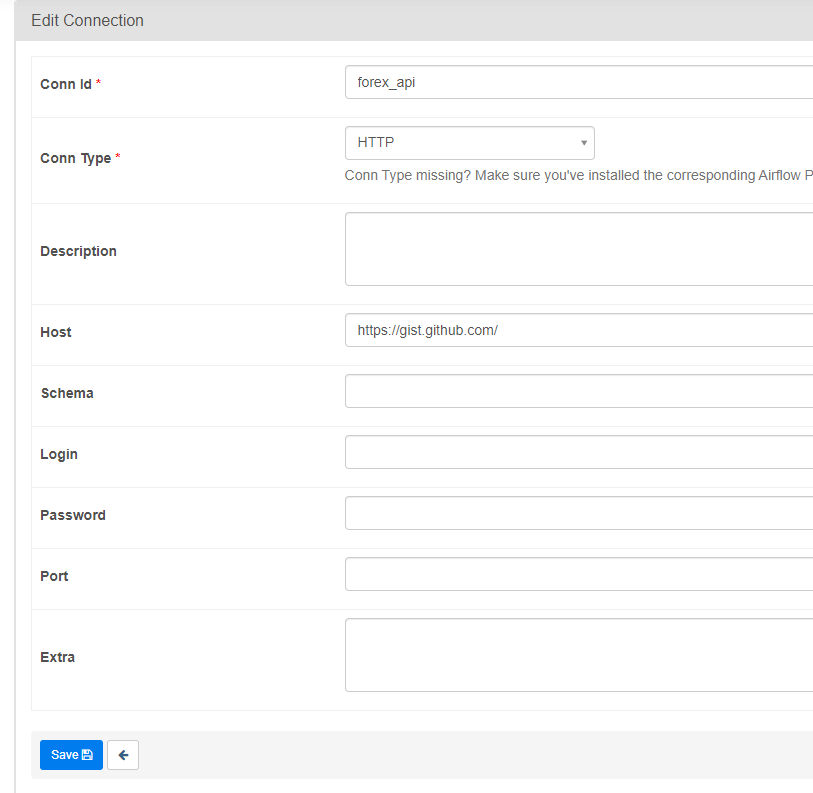 Edit Connection
Conn Id *
forex_api
Conn Type *
HTTP
Conn Type missing? Make sure you've installed the corresponding Airflow P
Description
Host
https://gist.github.com/
Schema
Login
Password
Port
Extra
Save